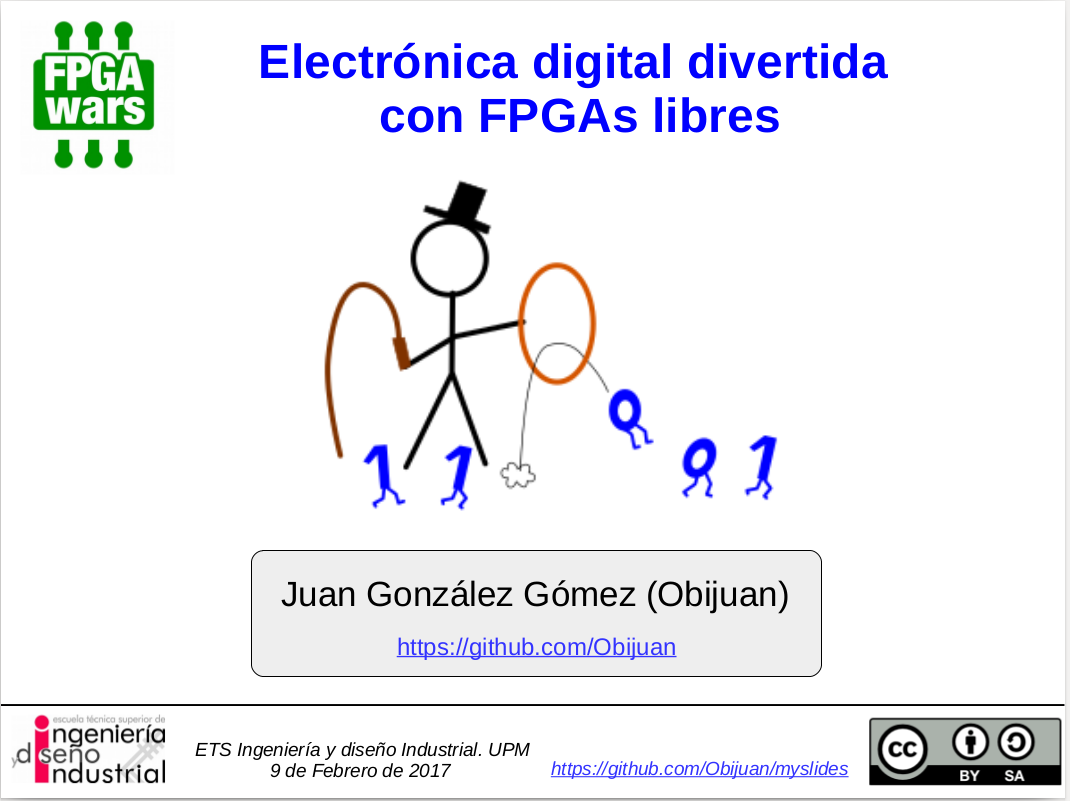 FPGA
wars
Electrónica digital divertida
con FPGAs libres
1 1 0 0 1
Juan González Gómez (Obijuan)
https://github.com/Obijuan
escuela técnica superior de
ingeniería
y diseño
industrial
ETS Ingeniería y diseño Industrial. UPM
9 de Febrero de 2017
https://github.com/Obijuan/myslides
cc
BY SA